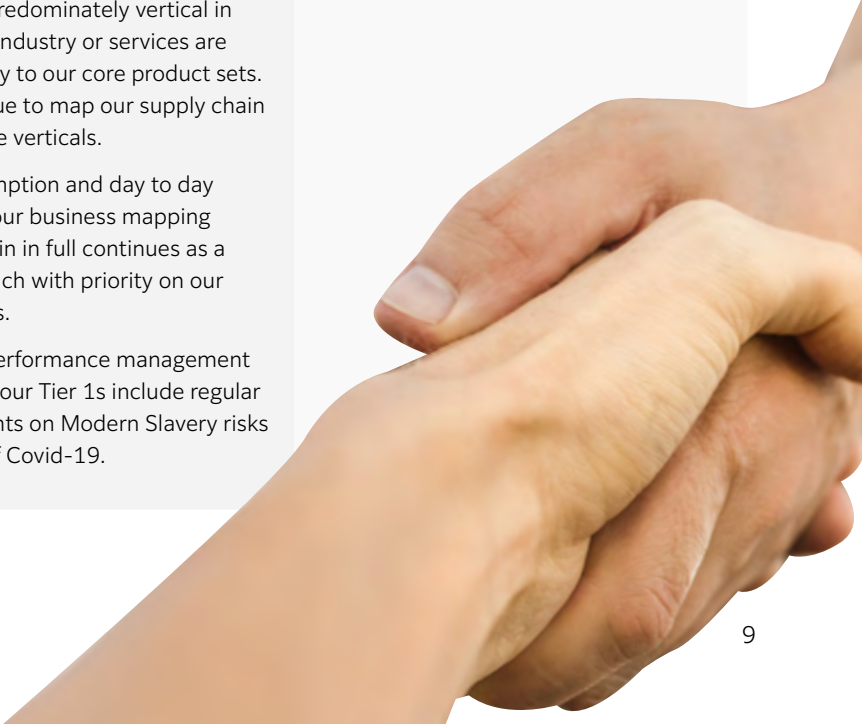 redominately vertical in
ndustry or services are
y to our core product sets.
ue to map our supply chain
e verticals.
nption and day to day
our business mapping
in in full continues as a
ch with priority on our
s.
erformance management
our Tier 1s include regular
nts on Modern Slavery risks
f Covid-19.
9